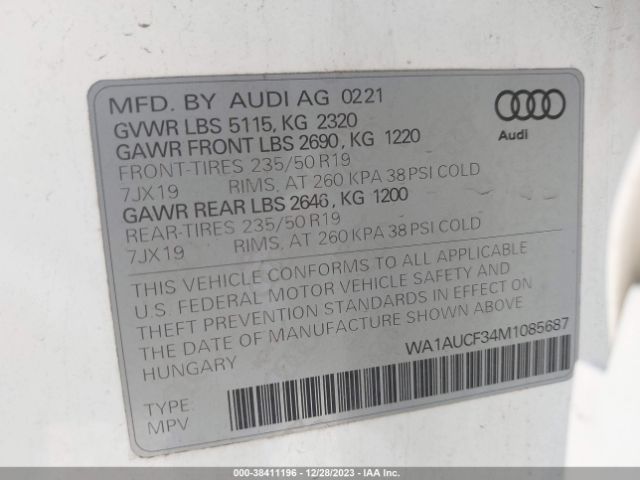 MFD. BY AUDI AG 0221
GVWR LBS 5115, KG 2320
GAWR FRONT LBS 2690, KG 1220
FRONT-TIRES 235/50 R19
7JX19 RIMS, AT 260 KPA 38 PSI COLD
GAWR REAR LBS 2646, KG 1200
REAR-TIRES 235/50 R19
7JX19 RIMS, AT 260 KPA 38 PSI COLD
Audi
THIS VEHICLE CONFORMS TO ALL APPLICABLE
U.S. FEDERAL MOTOR VEHICLE SAFETY AND
THEFT PREVENTION STANDARDS IN EFFECT ON
THE DATE OF MANUFACTURE SHOWN ABOVE
HUNGARY
WA1AUCF34M1085687
TYPE:
MPV
000-38411196 • 12/28/2023 • IAA Inc.